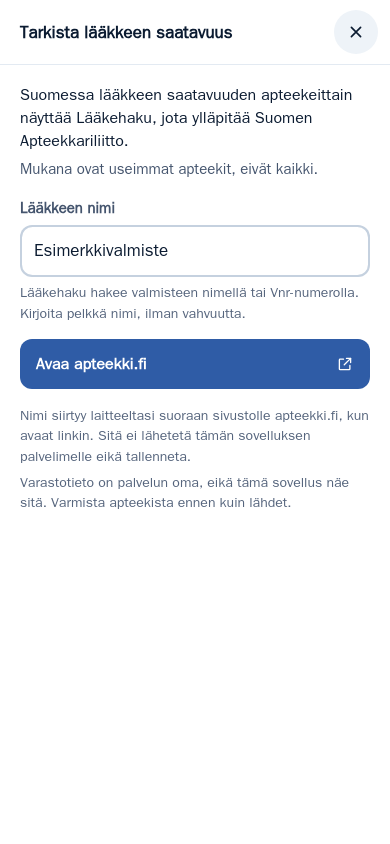 Tarkista lääkkeen saatavuus
Suomessa lääkkeen saatavuuden apteekeittain
näyttää Lääkehaku, jota ylläpitää Suomen
Apteekkariliitto.
Mukana ovat useimmat apteekit, eivät kaikki.
Lääkkeen nimi
Esimerkkivalmiste
Lääkehaku hakee valmisteen nimellä tai Vnr-numerolla.
Kirjoita pelkkä nimi, ilman vahvuutta.
Avaa apteekki.fi
Nimi siirtyy laitteeltasi suoraan sivustolle apteekki.fi, kun
avaat linkin. Sitä ei lähetetä tämän sovelluksen
palvelimelle eikä tallenneta.
Varastotieto on palvelun oma, eikä tämä sovellus näe
sitä. Varmista apteekista ennen kuin lähdet.